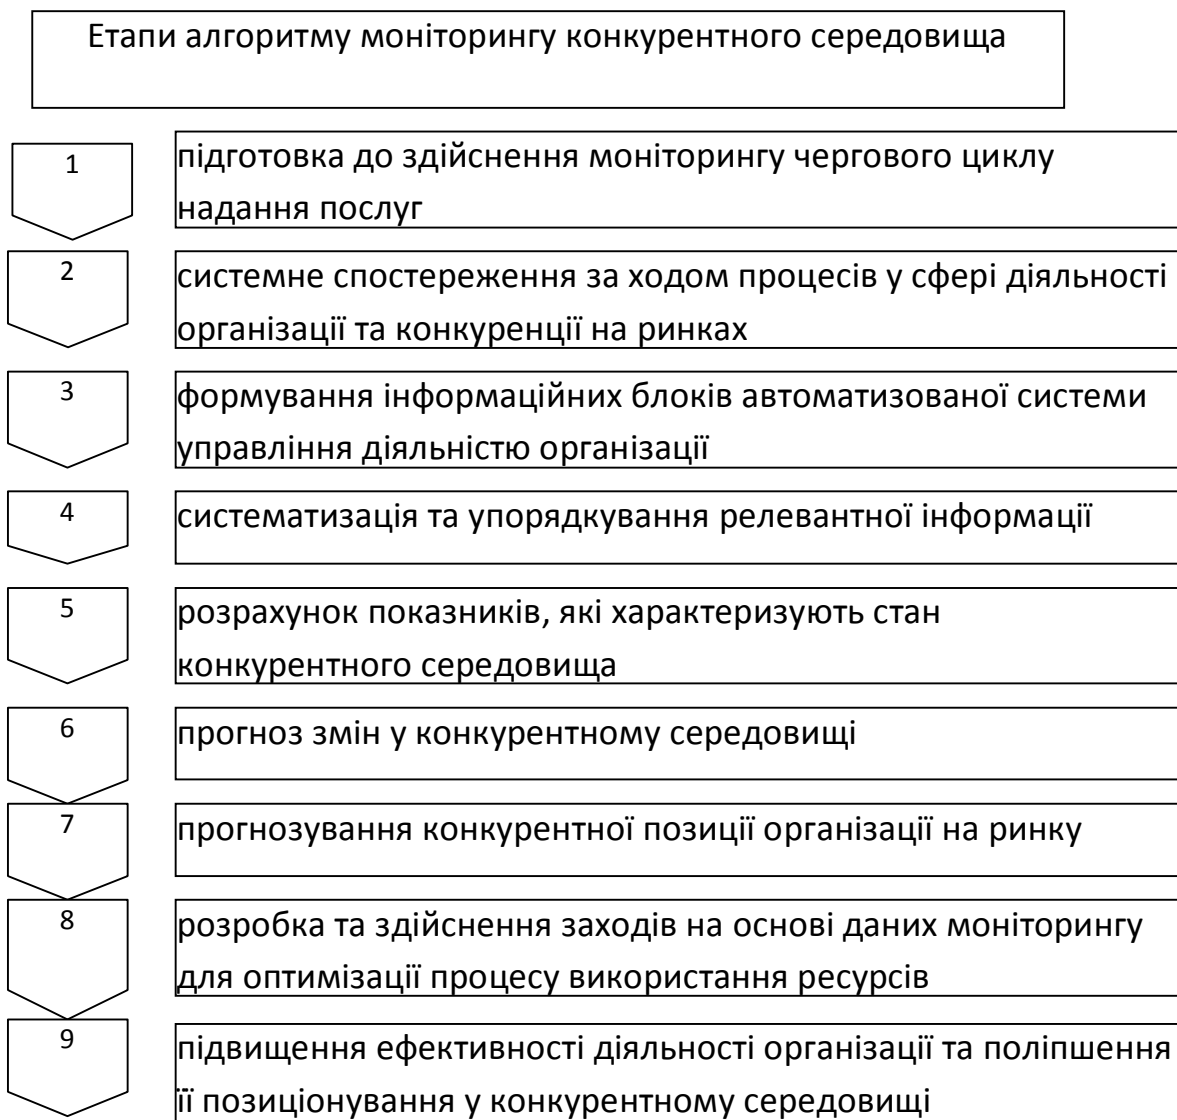 Етапи алгоритму моніторингу конкурентного середовища
1
підготовка до здійснення моніторингу чергового циклу
надання послуг
2
системне спостереження за ходом процесів у сфері діяльності
організації та конкуренції на ринках
3
формування інформаційних блоків автоматизованої системи
управління діяльністю організації
4
систематизація та упорядкування релевантної інформації
5
розрахунок показників, які характеризують стан
конкурентного середовища
6
прогноз змін у конкурентному середовищі
7
прогнозування конкурентної позиції організації на ринку
8
розробка та здійснення заходів на основі даних моніторингу
для оптимізації процесу використання ресурсів
9
підвищення ефективності діяльності організації та поліпшення
її позиціонування у конкурентному середовищі